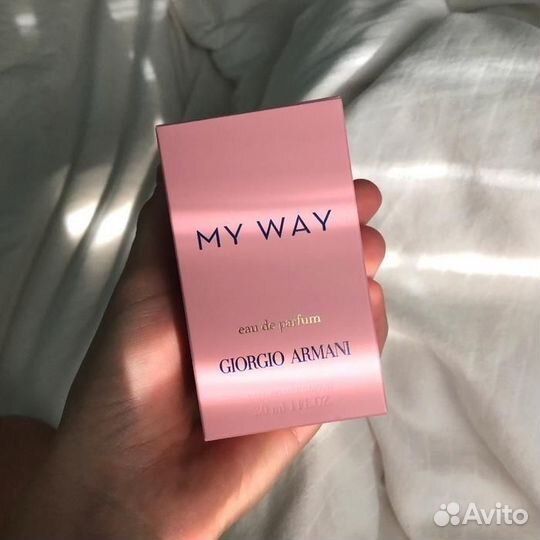 MY WAY
eau de parfum
GIORGIO ARMANI
Avito